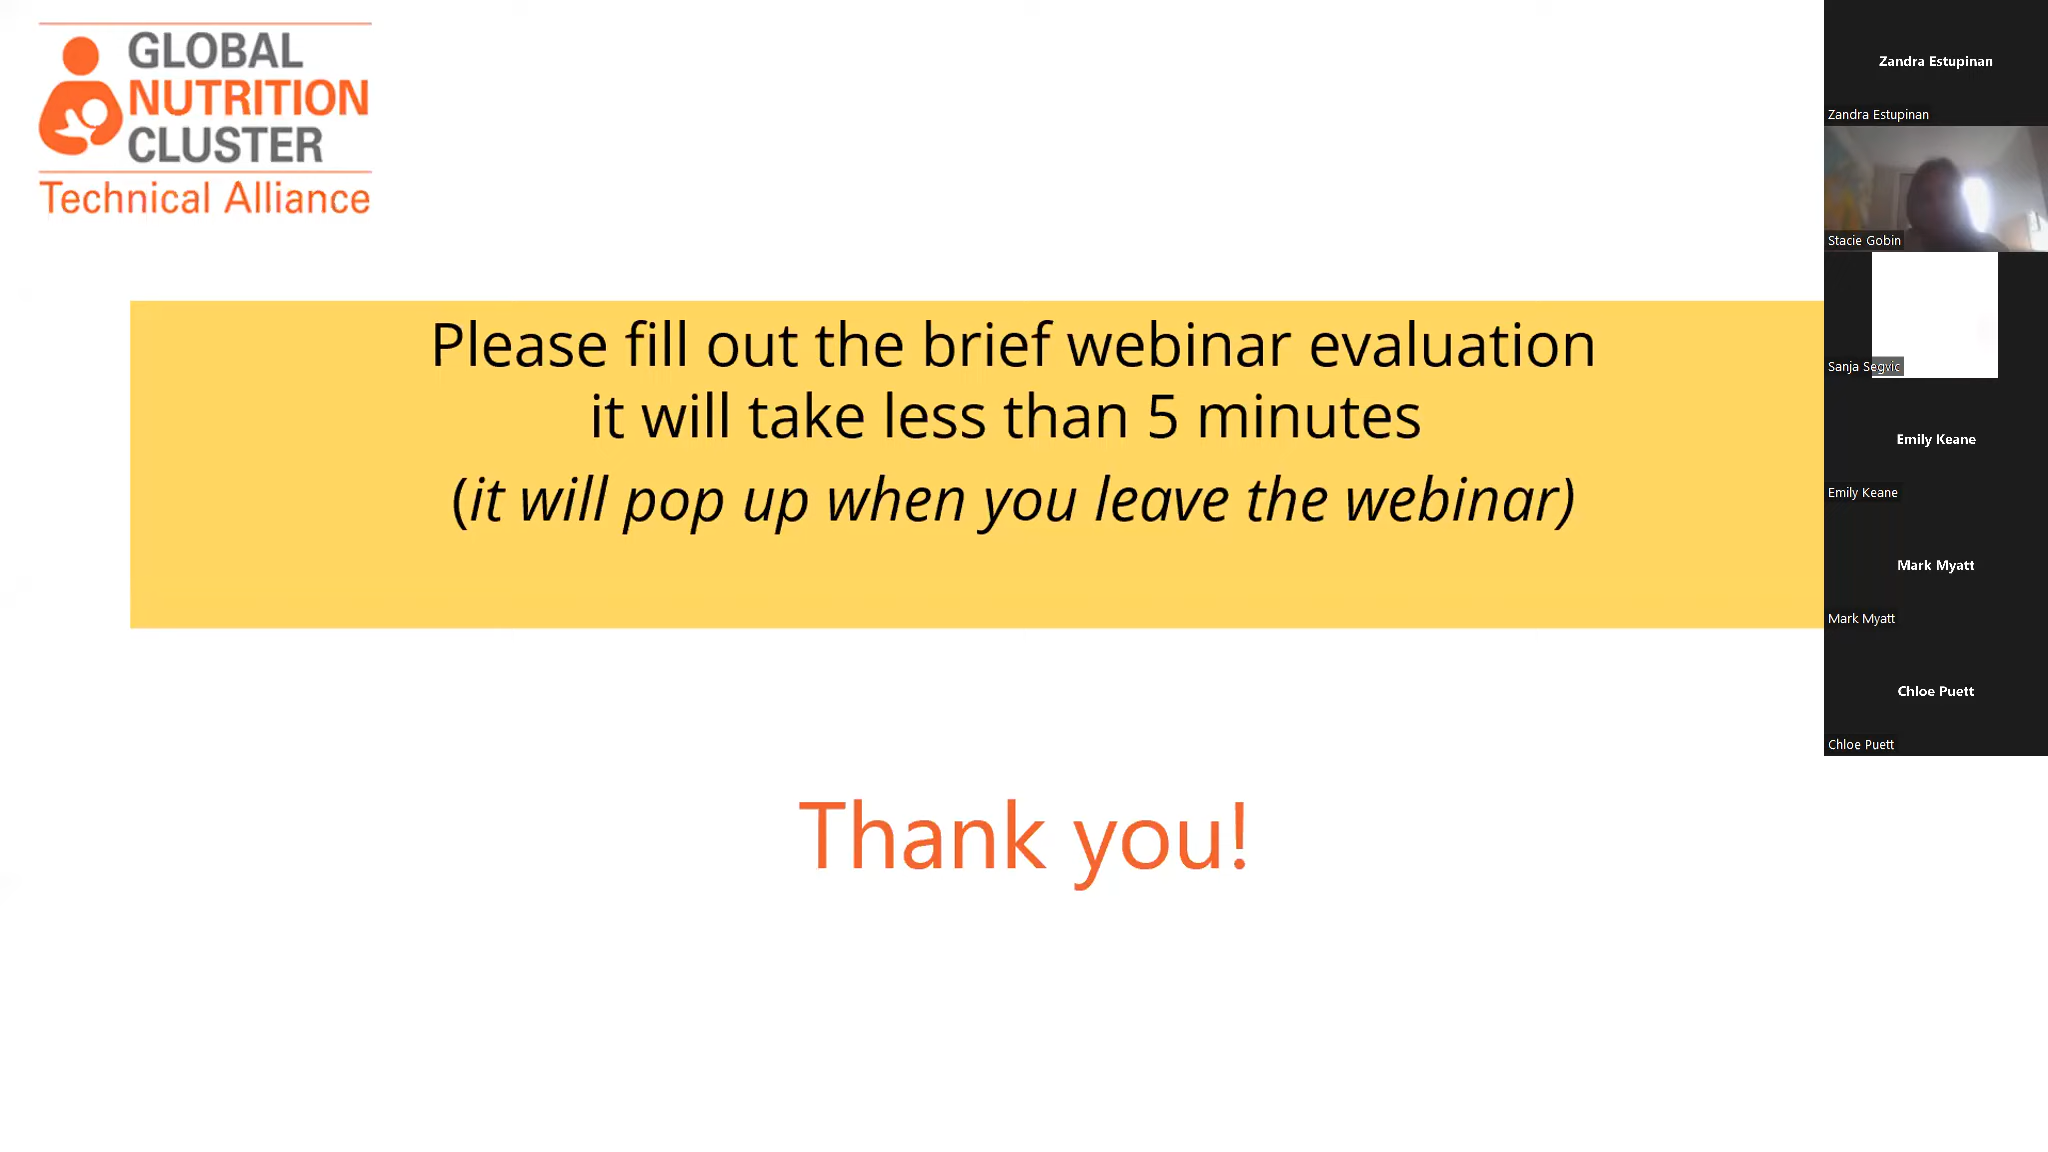 GLOBAL
NUTRITION
CLUSTER
Technical Alliance
Please fill out the brief webinar evaluation
it will take less than 5 minutes
(it will pop up when you leave the webinar)
Thank you!
Zandra Estupinan
Zandra Estupinan
Stacie Gobin
Sanja Segvic
Emily Keane
Emily Keane
Mark Myatt
Mark Myatt
Chloe Puett
Chloe Puett